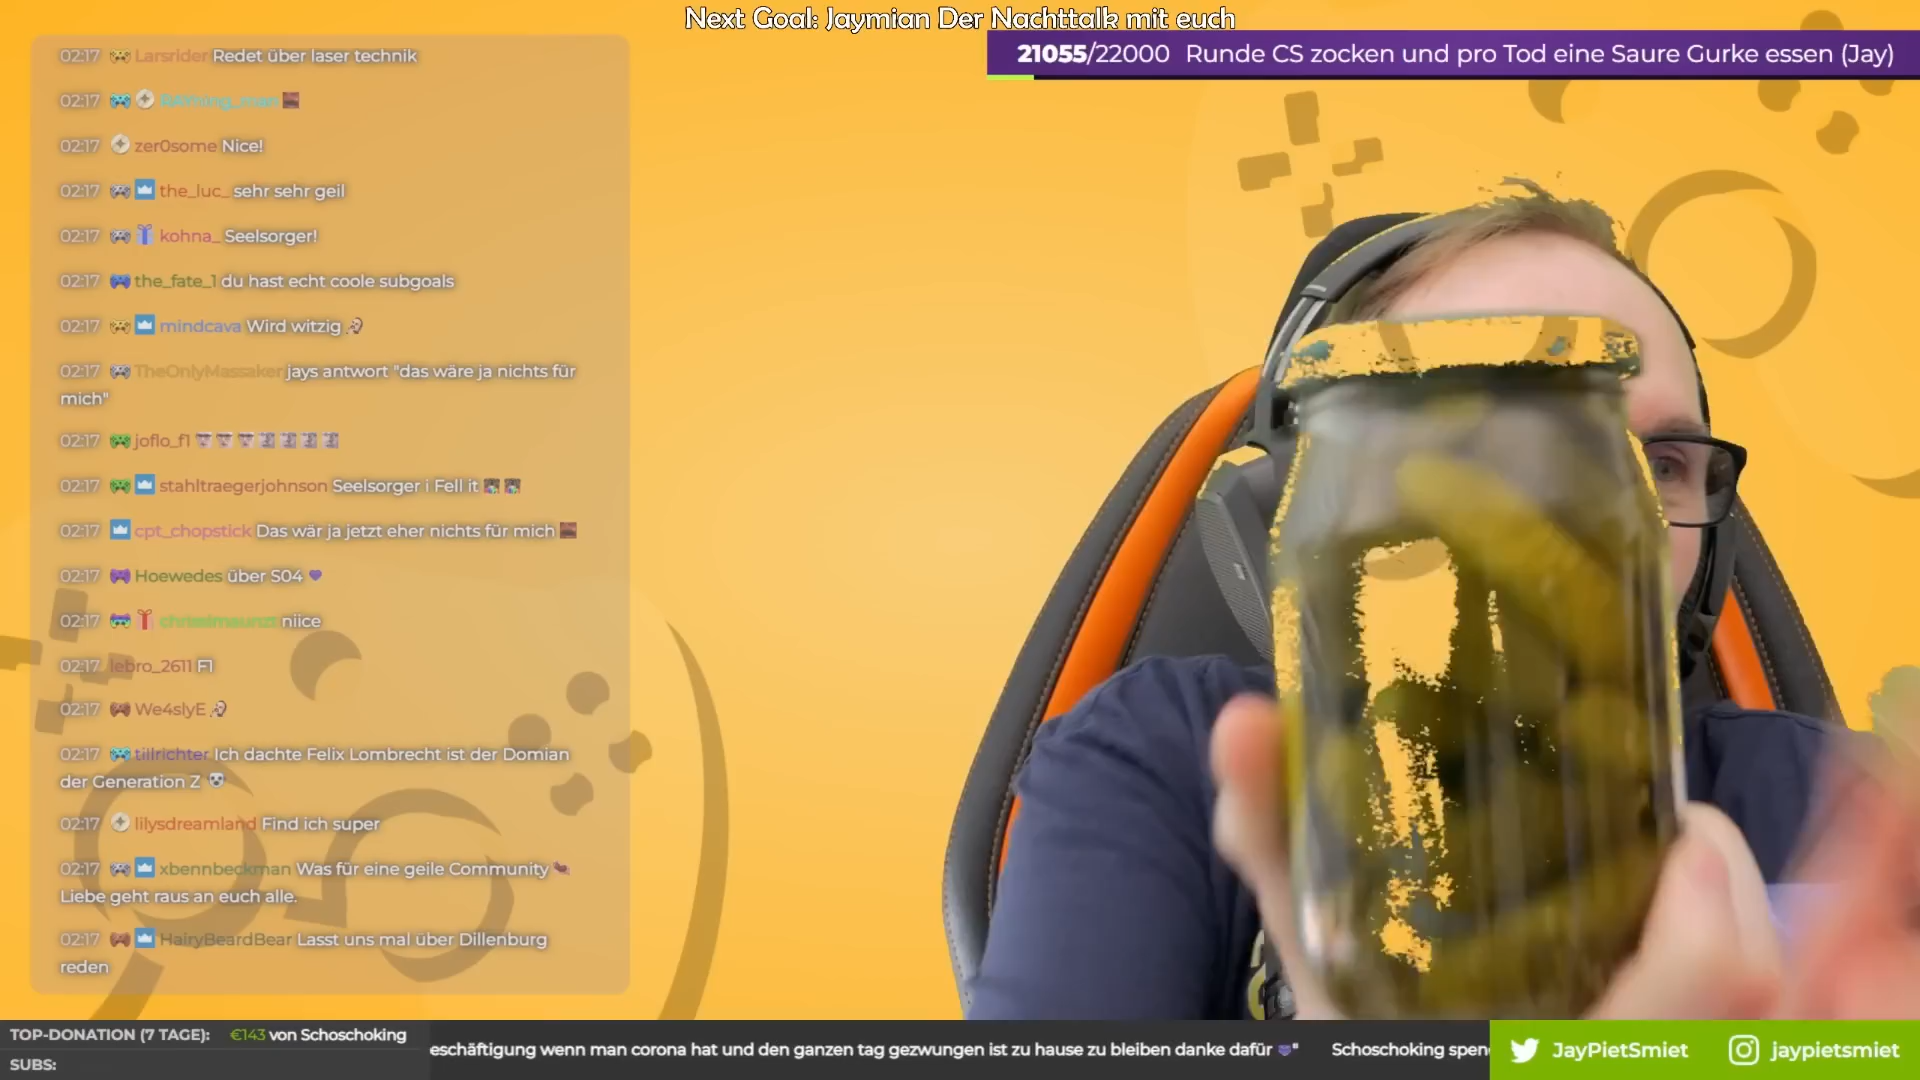 Next Goal: Jaymian Der Nachttalk mit euch
21055/22000 Runde CS zocken und pro Tod eine Saure Gurke essen (Jay)
02:17 Larsrider Redet über laser technik
02:17
02:17 zer0some Nice!
02:17 the_luc_ sehr sehr geil
02:17 kohna_ Seelsorger!
02:17 the_fate_1 du hast echt coole subgoals
02:17 mindcava Wird witzig
02:17 TheOnlyMassaker jays antwort "das wäre ja nichts für
mich"
02:17 joflo_f1
02:17 stahltraegerjohnson Seelsorger i Fell it
02:17 cpt_chopstick Das wär ja jetzt eher nichts für mich
02:17 Hoewedes über S04
02:17 niice
02:17 lebro_2611 F1
02:17 We4slyE
02:17 tiilrichter Ich dachte Felix Lombrecht ist der Domian
der Generation Z
02:17 lilysdreamland Find ich super
02:17 xbennbeckman Was für eine geile Community
Liebe geht raus an euch alle.
02:17 HairyBeardBear Lasst uns mal über Dillenburg
reden
TOP-DONATION (7 TAGE): €143 von Schoschoking
SUBS:
eschäftigung wenn man corona hat und den ganzen tag gezwungen ist zu hause zu bleiben danke dafür " Schoschoking spen
JayPietSmiet jaypietsmiet